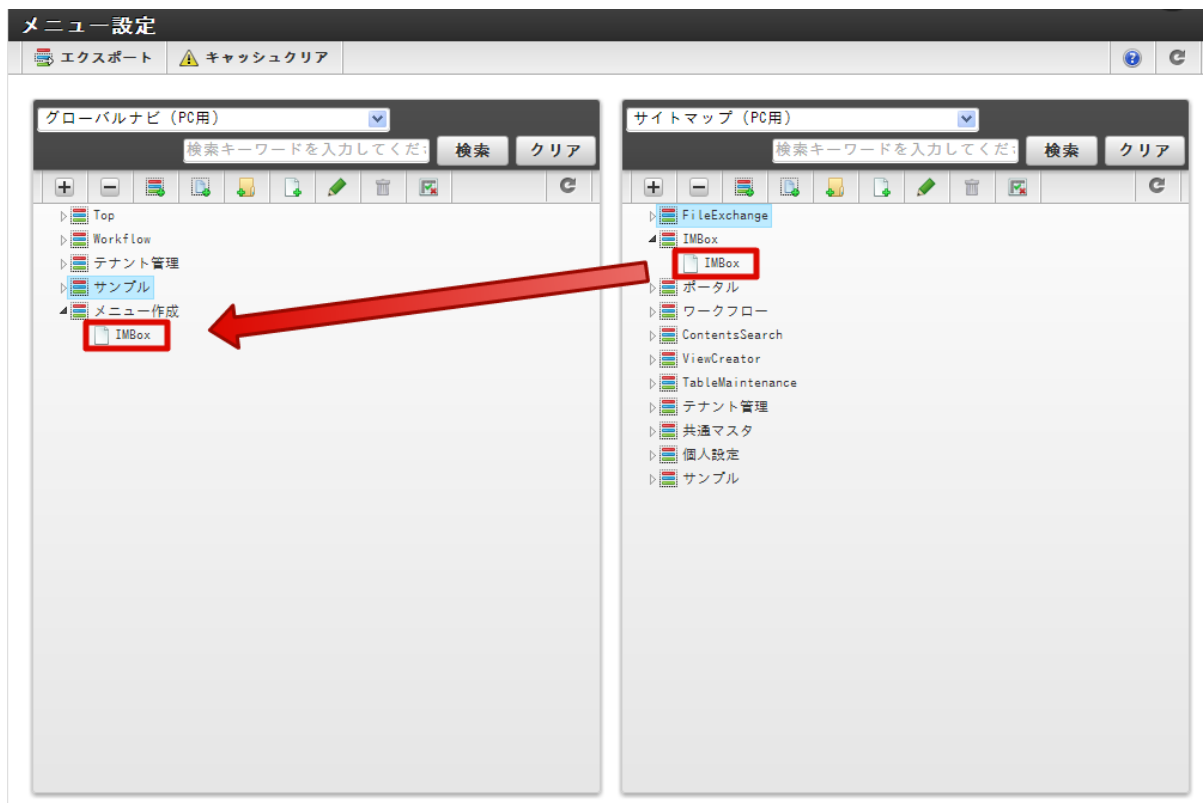 メニュー設定
エクスポート キャッシュクリア
グローバルナビ（PC用）
検索キーワードを入力してくだ 検索 クリア
Top
Workflow
テナント管理
サンプル
メニュー作成
IMBox
サイトマップ（PC用）
検索キーワードを入力してくだ 検索 クリア
FileExchange
IMBox
IMBox
ポータル
ワークフロー
ContentsSearch
ViewCreator
TableMaintenance
テナント管理
共通マスタ
個人設定
サンプル